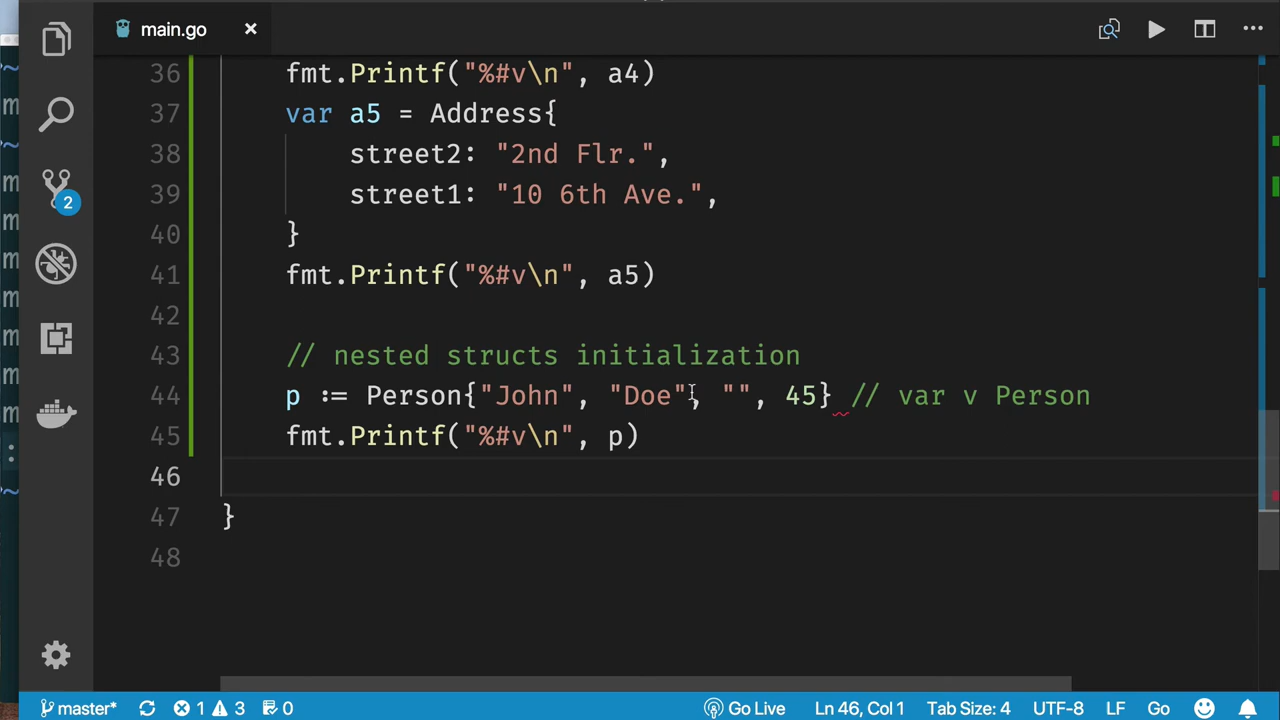 main.go
36 fmt.Printf("%#v\n", a4)
37 var a5 = Address{
38 street2: "2nd Flr.",
39 street1: "10 6th Ave.",
40 }
41 fmt.Printf("%#v\n", a5)
42
43 // nested structs initialization
44 p := Person{"John", "Doe", "", 45} // var v Person
45 fmt.Printf("%#v\n", p)
46
47 }
48
2
master* 1 3 0 Go Live Ln 46, Col 1 Tab Size: 4 UTF-8 LF Go